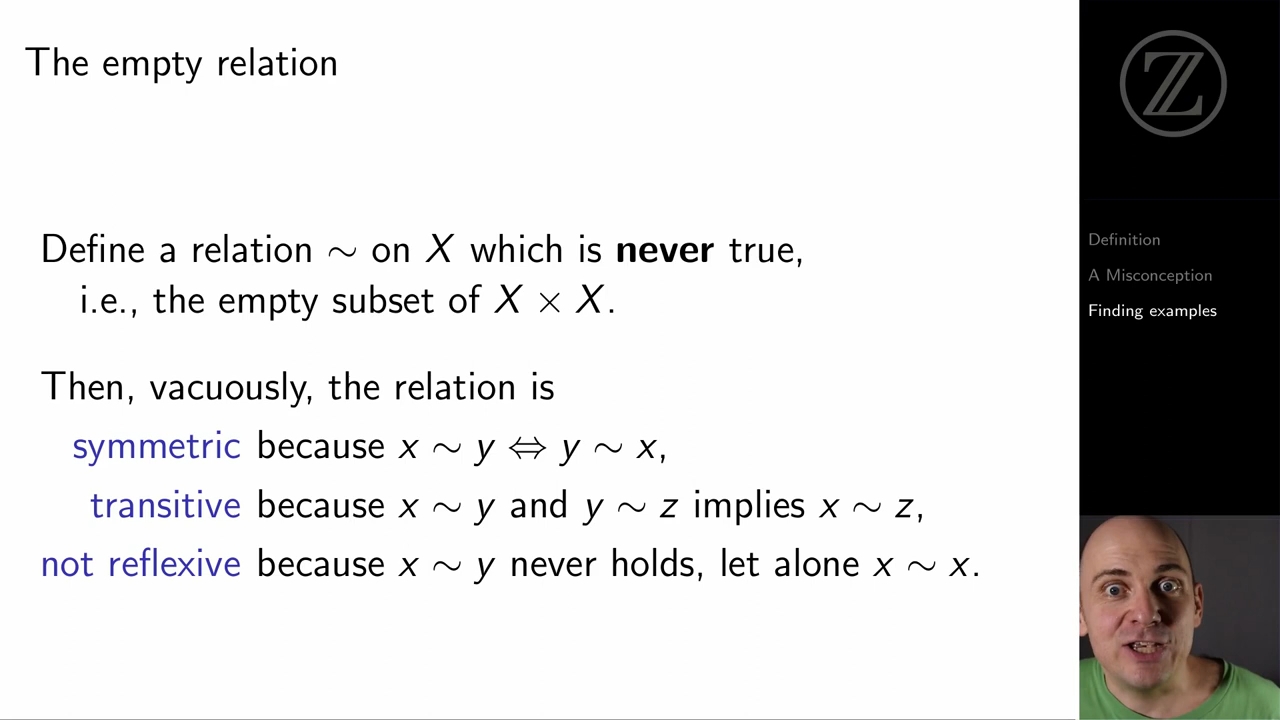 The empty relation
Define a relation ∼ on X which is never true,
i.e., the empty subset of X × X.
Then, vacuously, the relation is
symmetric because x ∼ y ⇔ y ∼ x,
transitive because x ∼ y and y ∼ z implies x ∼ z,
not reflexive because x ∼ y never holds, let alone x ∼ x.
ℤ
Definition
A Misconception
Finding examples